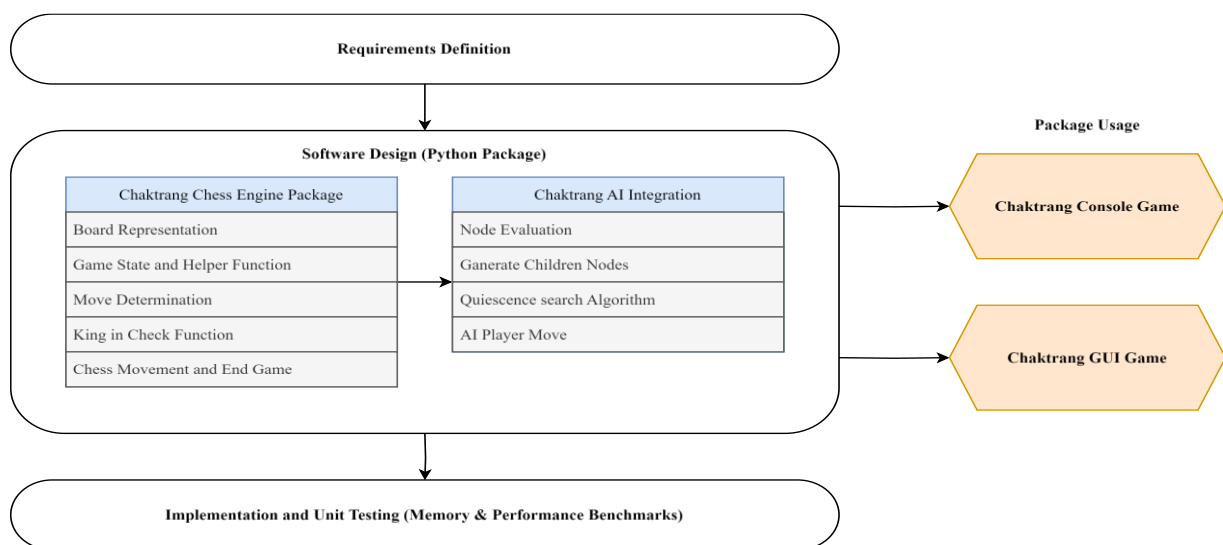 Requirements Definition
Software Design (Python Package)
Chaktrang Chess Engine Package
Board Representation
Game State and Helper Function
Move Determination
King in Check Function
Chess Movement and End Game
Chaktrang AI Integration
Node Evaluation
Ganerate Children Nodes
Quiescence search Algorithm
AI Player Move
Package Usage
Chaktrang Console Game
Chaktrang GUI Game
Implementation and Unit Testing (Memory & Performance Benchmarks)